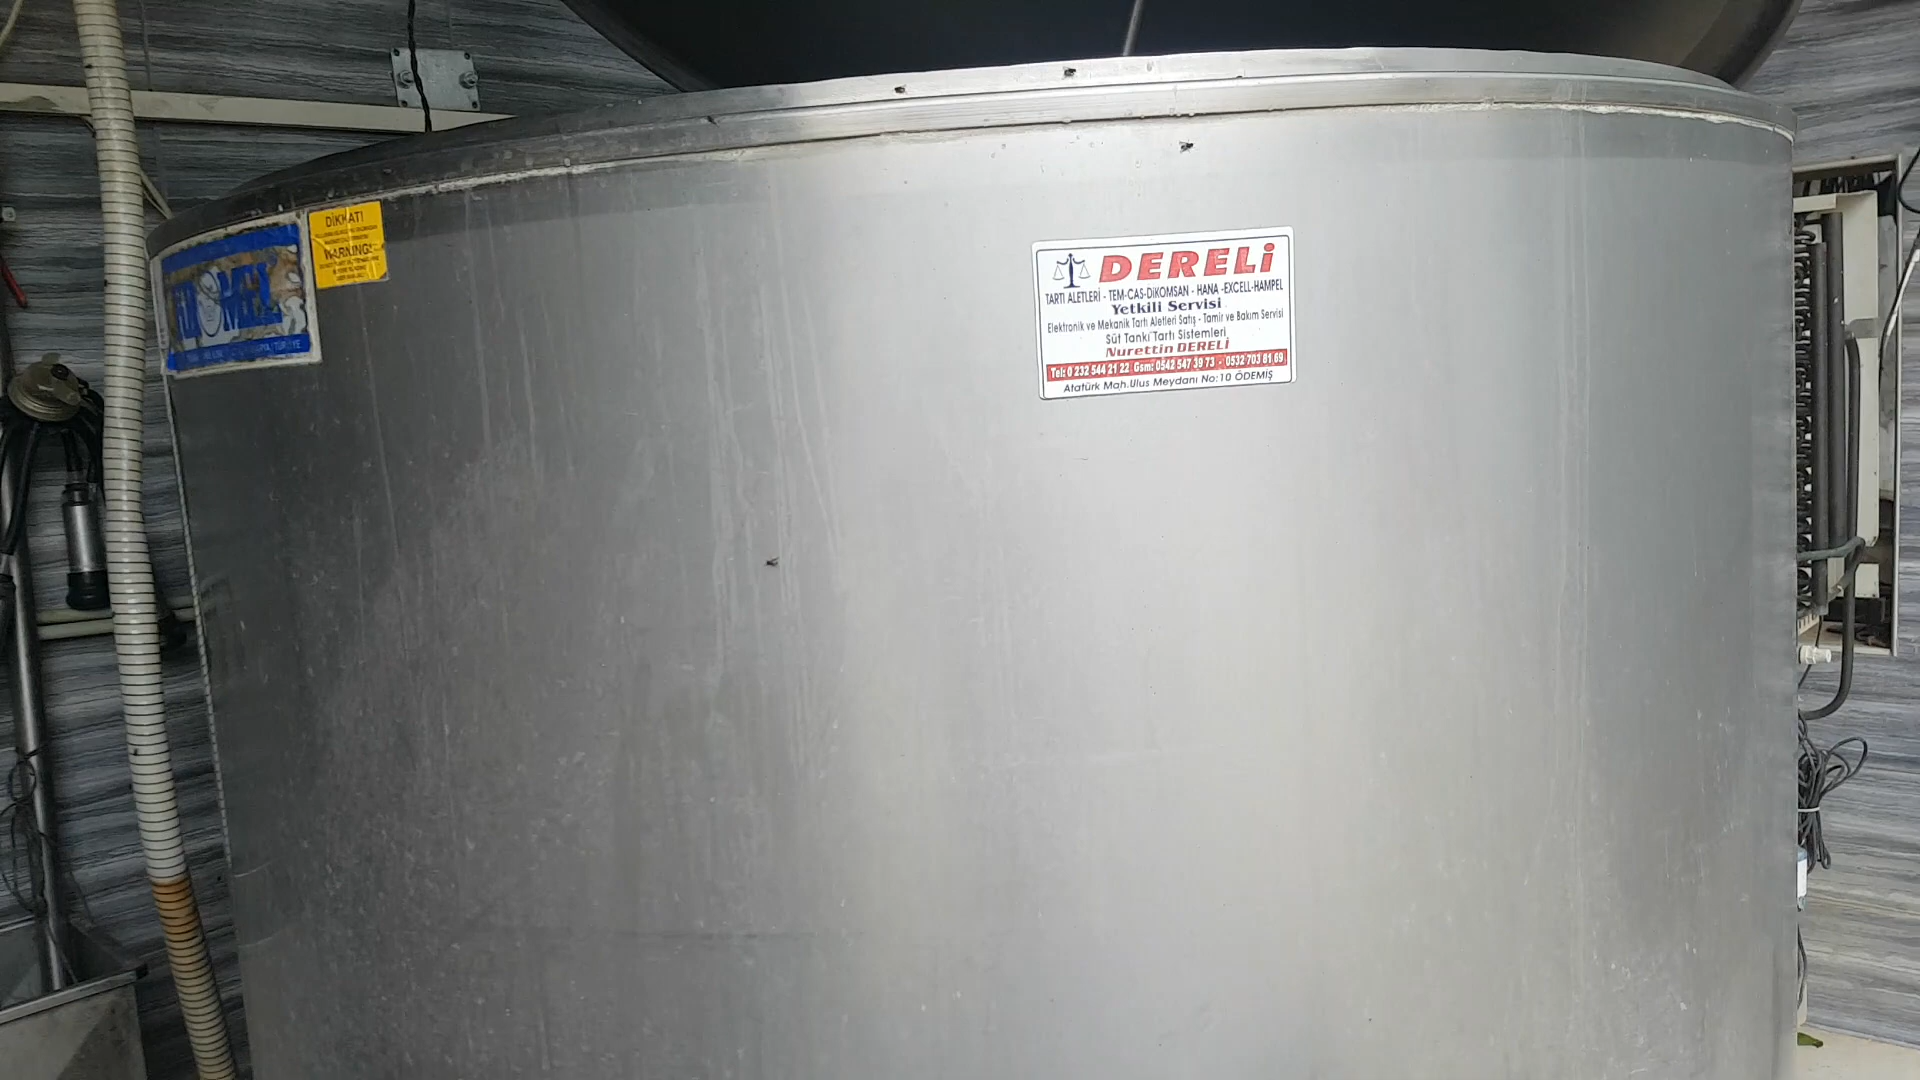 DİKKAT!
WARNING!
DERELİ
TARTI ALETLERİ - TEM-CAS-DİKOMSAN - HANA -EXCELL-HAMPEL
Yetkili Servisi
Elektronik ve Mekanik Tartı Aletleri Satış - Tamir ve Bakım Servisi
Süt Tankı Tartı Sistemleri
Nurettin DERELİ
Tel: 0 232 544 21 22 Gsm: 0542 547 39 73 - 0532 703 81 69
Atatürk Mah.Ulus Meydanı No:10 ÖDEMİŞ